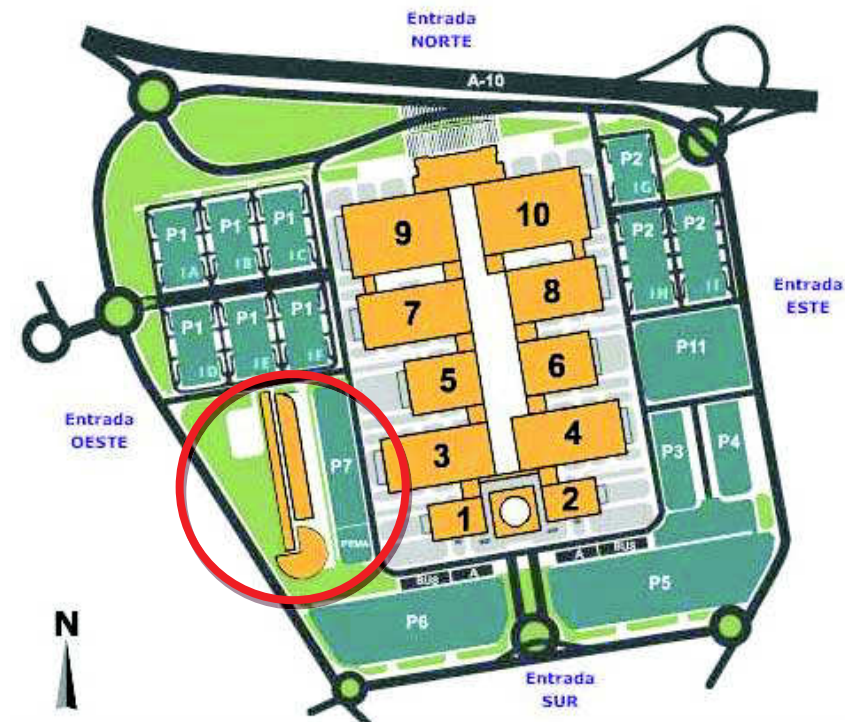 Entrada
NORTE
A-10
P2
IG
10
9
P1
P1
P1
IA
IB
IC
P2
P2
IH
II
Entrada
ESTE
8
7
P1
P1
P1
ID
IE
IF
P11
6
5
Entrada
OESTE
4
3
P7
P3
P4
2
1
A
Bus
Bus
A
P5
P6
N
Entrada
SUR